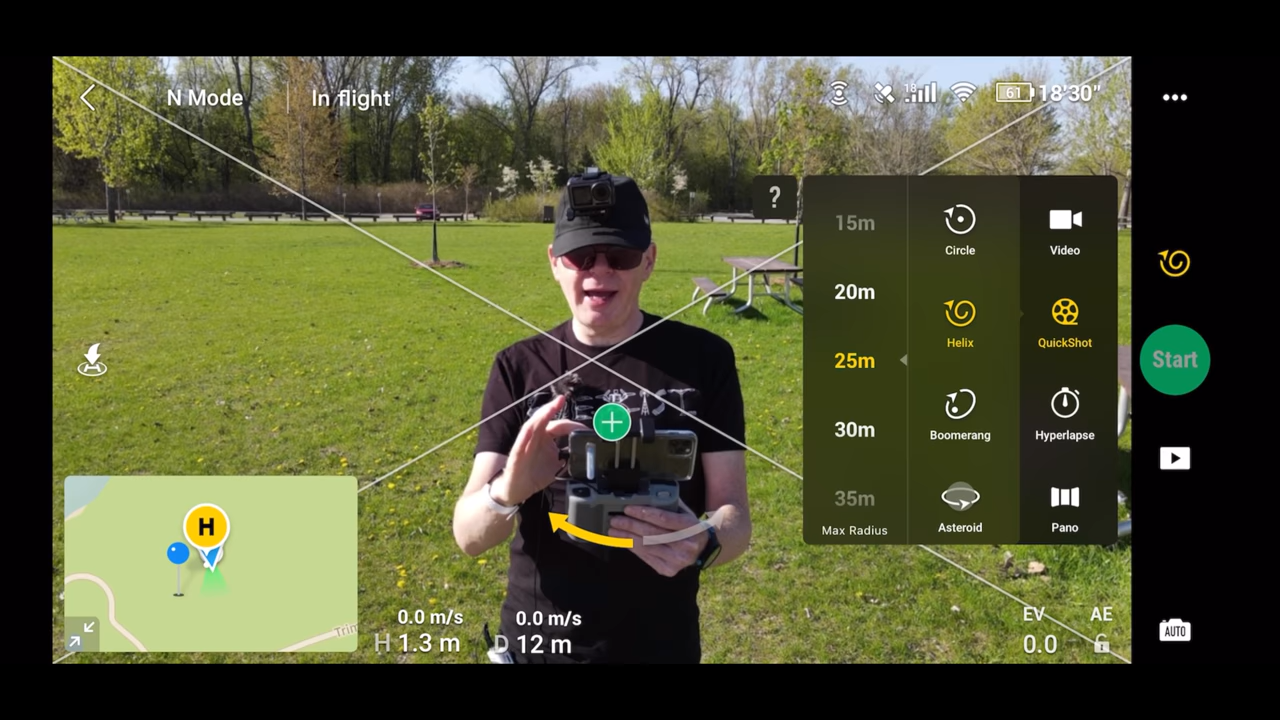 N Mode
In flight
18
61
18'30"
?
15m
20m
25m
30m
35m
Max Radius
Circle
Helix
Boomerang
Asteroid
Video
QuickShot
Hyperlapse
Pano
Start
AUTO
H
0.0 m/s
H 1.3 m
0.0 m/s
D 12 m
EV
0.0
AE